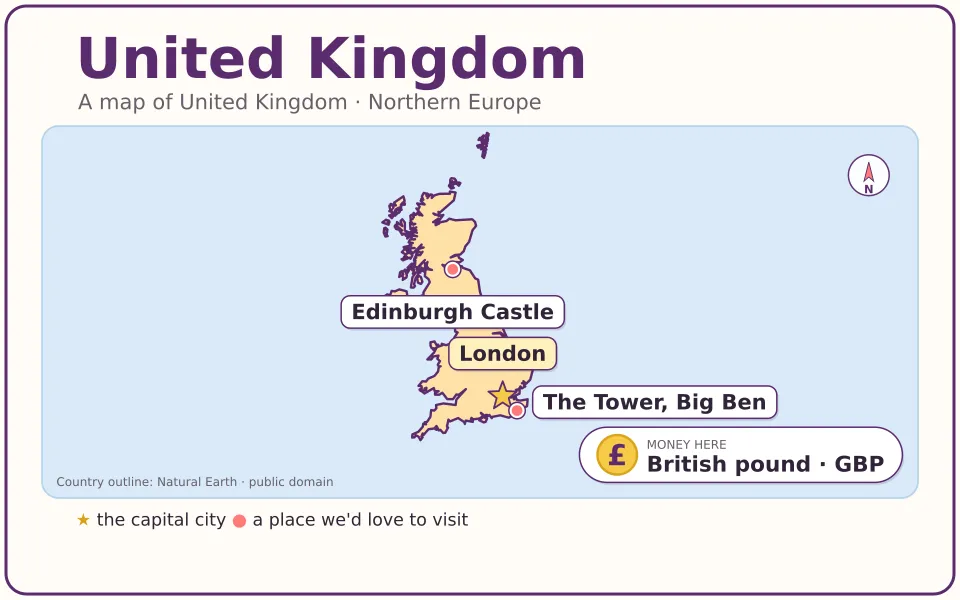 United Kingdom
A map of United Kingdom · Northern Europe
N
Edinburgh Castle
London
The Tower, Big Ben
£
MONEY HERE
British pound · GBP
Country outline: Natural Earth · public domain
★ the capital city ● a place we'd love to visit